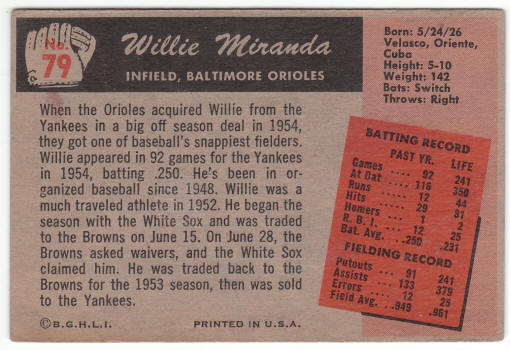 No.
79
Willie Miranda
INFIELD, BALTIMORE ORIOLES
Born: 5/24/26
Velasco, Oriente,
Cuba
Height: 5-10
Weight: 142
Bats: Switch
Throws: Right
When the Orioles acquired Willie from the
Yankees in a big off season deal in 1954,
they got one of baseball's snappiest fielders.
Willie appeared in 92 games for the Yankees
in 1954, batting .250. He's been in or-
ganized baseball since 1948. Willie was a
much traveled athlete in 1952. He began the
season with the White Sox and was traded
to the Browns on June 15. On June 28, the
Browns asked waivers, and the White Sox
claimed him. He was traded back to the
Browns for the 1953 season, then was sold
to the Yankees.
BATTING RECORD
PAST YR. LIFE
Games 92 241
At Bat 116 350
Runs 12 44
Hits 29 81
Homers 1 2
R. B. I. 12 25
Bat. Avg. .250 .231
FIELDING RECORD
Putouts 91 241
Assists 133 379
Errors 12 25
Field Avg. .949 .961
©B.G.H.L.I. PRINTED IN U.S.A.